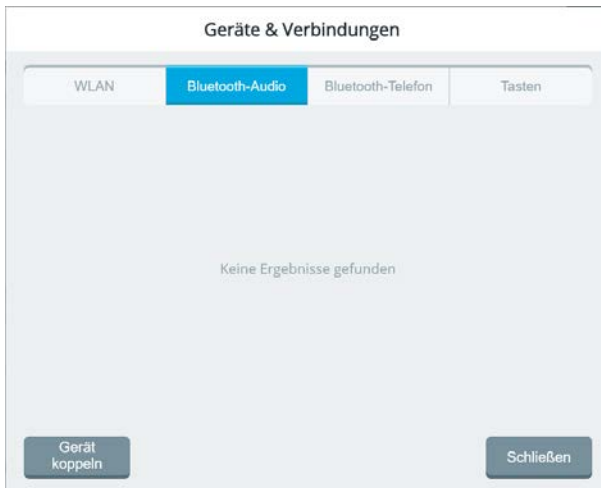 Geräte & Verbindungen
WLAN Bluetooth-Audio Bluetooth-Telefon Tasten
Keine Ergebnisse gefunden
Gerät
koppeln
Schließen